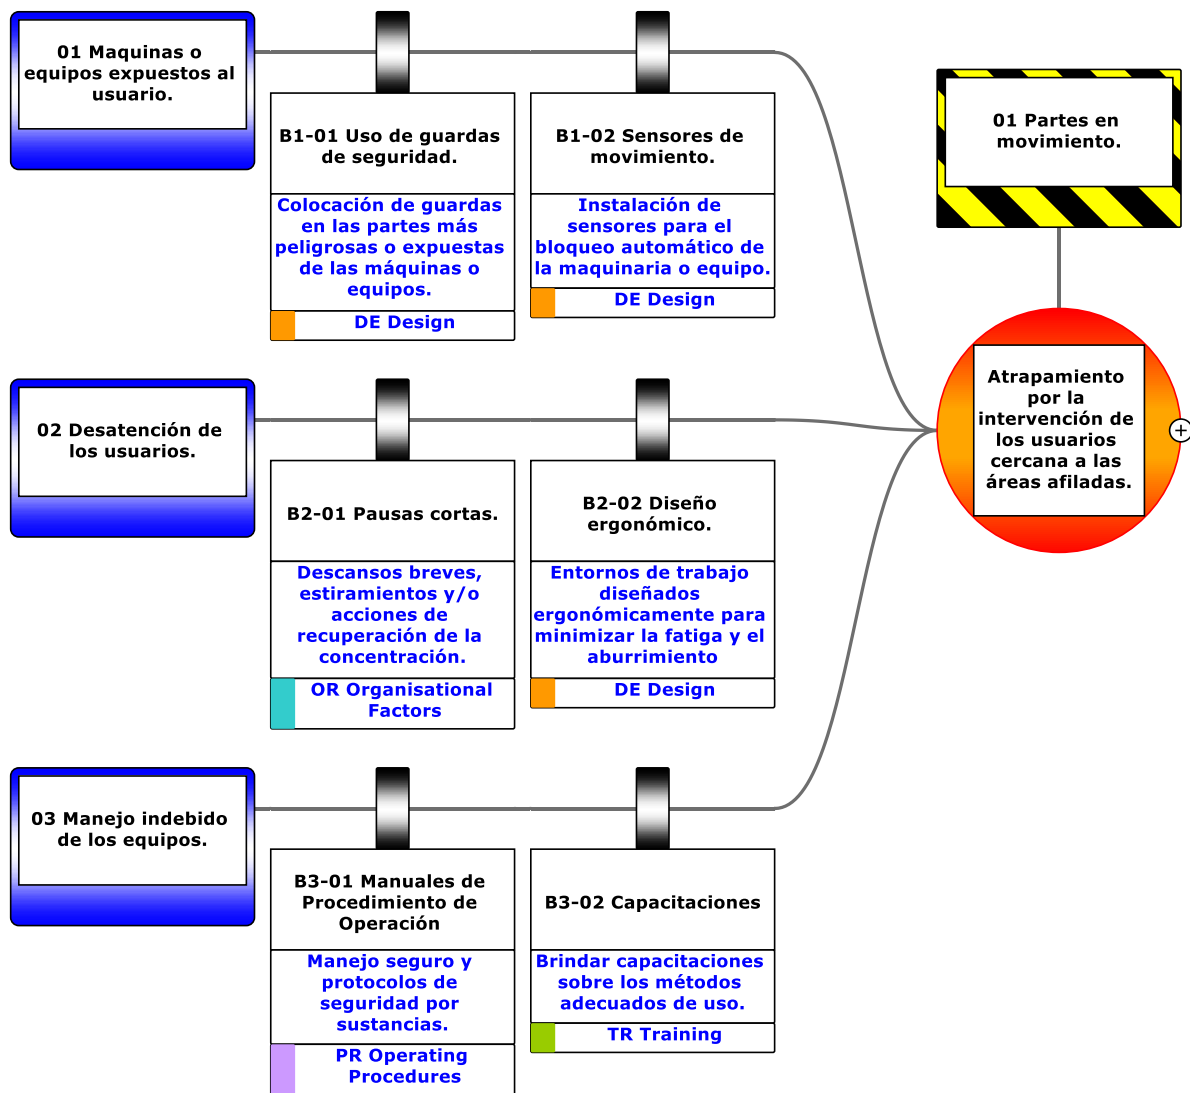 01 Maquinas o
equipos expuestos al
usuario.
B1-01 Uso de guardas
de seguridad.
Colocación de guardas
en las partes más
peligrosas o expuestas
de las máquinas o
equipos.
DE Design
B1-02 Sensores de
movimiento.
Instalación de
sensores para el
bloqueo automático de
la maquinaria o equipo.
DE Design
01 Partes en
movimiento.
Atrapamiento
por la
intervención de
los usuarios
cercana a las
áreas afiladas.
02 Desatención de
los usuarios.
B2-01 Pausas cortas.
Descansos breves,
estiramientos y/o
acciones de
recuperación de la
concentración.
OR Organisational
Factors
B2-02 Diseño
ergonómico.
Entornos de trabajo
diseñados
ergonómicamente para
minimizar la fatiga y el
aburrimiento
DE Design
03 Manejo indebido
de los equipos.
B3-01 Manuales de
Procedimiento de
Operación
Manejo seguro y
protocolos de
seguridad por
sustancias.
PR Operating
Procedures
B3-02 Capacitaciones
Brindar capacitaciones
sobre los métodos
adecuados de uso.
TR Training